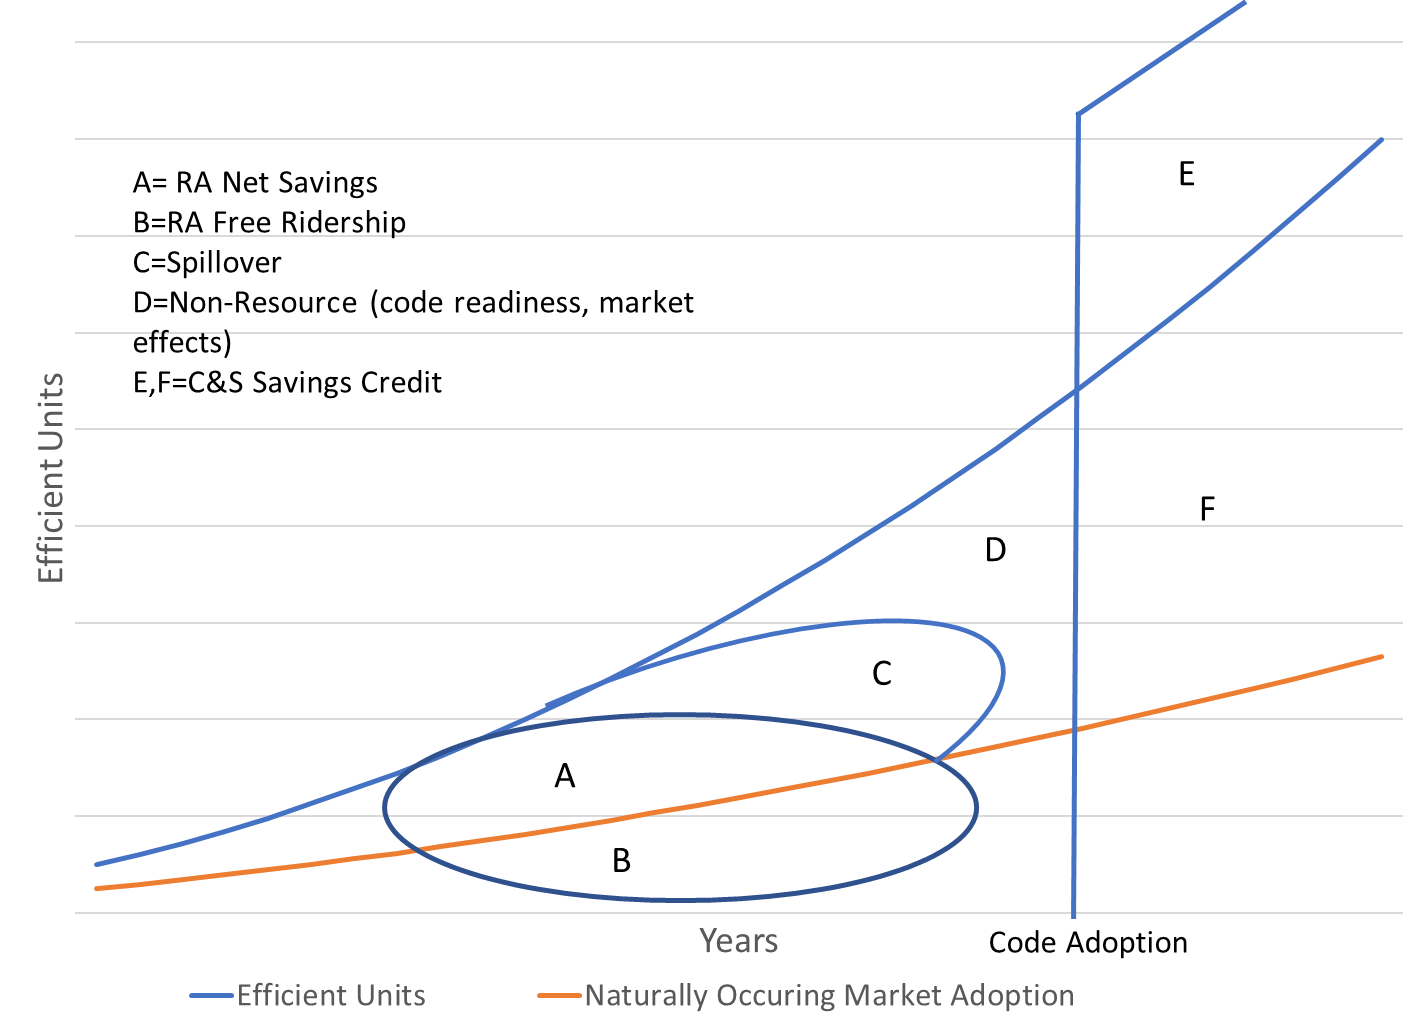 A= RA Net Savings
B=RA Free Ridership
C=Spillover
D=Non-Resource (code readiness, market
effects)
E,F=C&S Savings Credit
E
F
D
C
A
B
Efficient Units
Years
Code Adoption
Efficient Units
Naturally Occuring Market Adoption